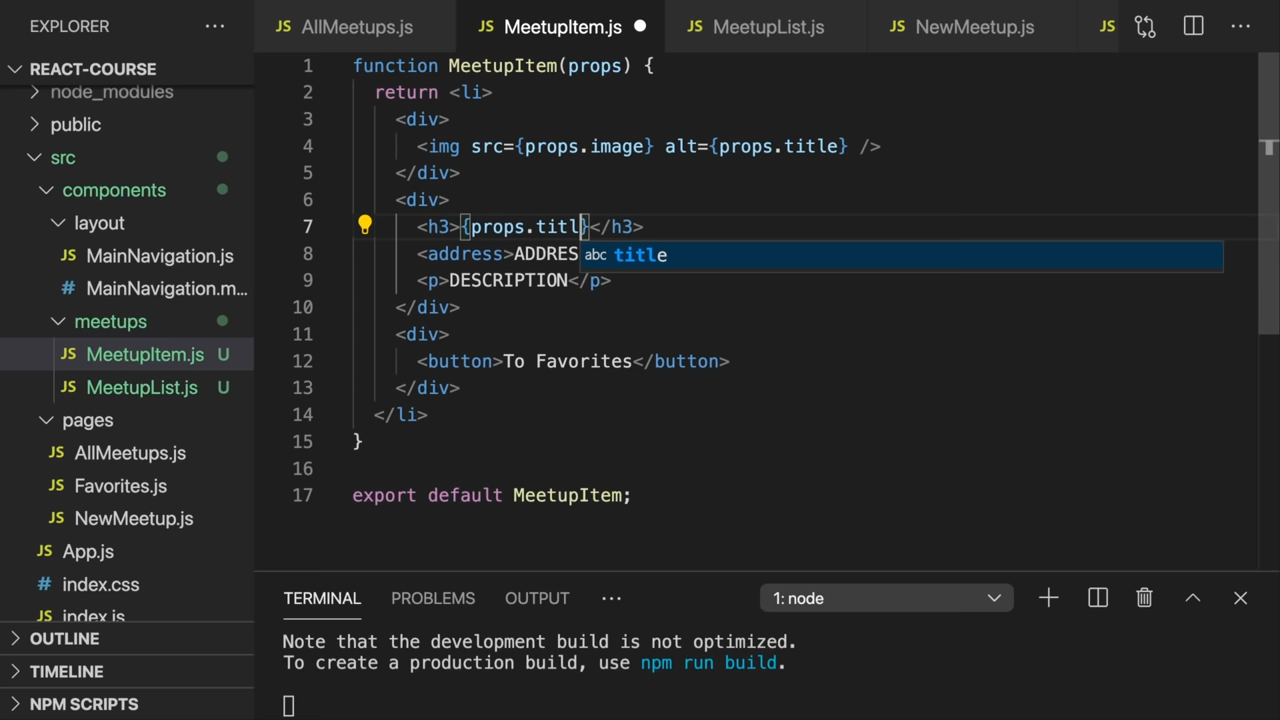 EXPLORER
REACT-COURSE
node_modules
public
src
components
layout
JS MainNavigation.js
# MainNavigation.m...
meetups
JS MeetupItem.js U
JS MeetupList.js U
pages
JS AllMeetups.js
JS Favorites.js
JS NewMeetup.js
JS App.js
# index.css
JS index.js
OUTLINE
TIMELINE
NPM SCRIPTS
JS AllMeetups.js JS MeetupItem.js JS MeetupList.js JS NewMeetup.js JS
1 function MeetupItem(props) {
2 return <li>
3 <div>
4 <img src={props.image} alt={props.title} />
5 </div>
6 <div>
7 <h3>{props.titl}</h3>
8 <address>ADDRES
abc title
9 <p>DESCRIPTION</p>
10 </div>
11 <div>
12 <button>To Favorites</button>
13 </div>
14 </li>
15 }
16
17 export default MeetupItem;
TERMINAL PROBLEMS OUTPUT ... 1: node
Note that the development build is not optimized.
To create a production build, use npm run build.